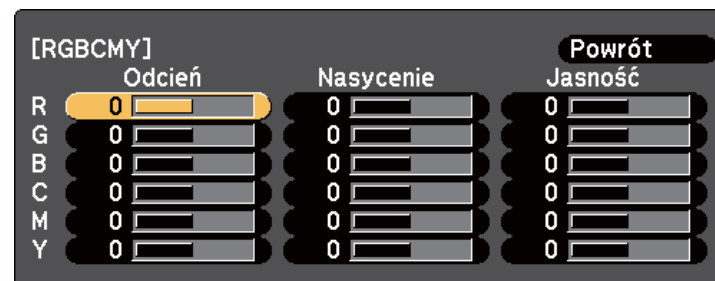 [RGBCMY] Powrót
Odcień Nasycenie Jasność
R 0 0 0
G 0 0 0
B 0 0 0
C 0 0 0
M 0 0 0
Y 0 0 0